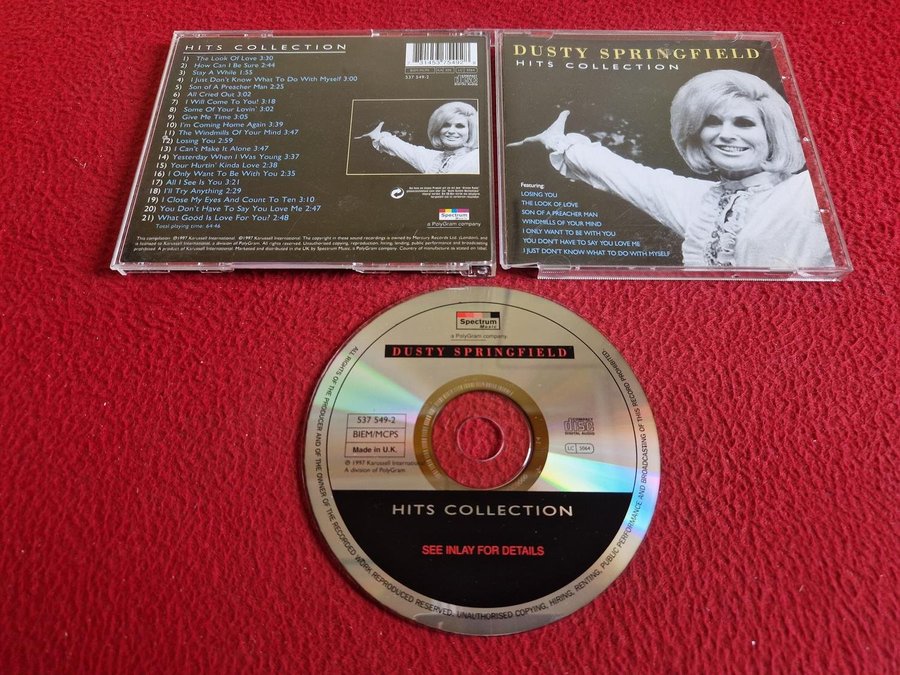 HITS COLLECTION
1) The Look Of Love 3:30
2) How Can I Be Sure 2:44
3) Stay A While 1:55
4) I Just Don't Know What To Do With Myself 3:00
5) Son of A Preacher Man 2:25
6) All Cried Out 3:02
7) I Will Come To You! 3:18
8) Some Of Your Lovin' 3:02
9) Give Me Time 3:05
10) I'm Coming Home Again 3:39
11) The Windmills Of Your Mind 3:47
12) Losing You 2:59
13) I Can't Make It Alone 3:47
14) Yesterday When I Was Young 3:37
15) Your Hurtin' Kinda Love 2:38
16) I Only Want To Be With You 2:35
17) All I See Is You 3:21
18) I'll Try Anything 2:29
19) I Close My Eyes And Count To Ten 3:10
20) You Don't Have To Say You Love Me 2:47
21) What Good Is Love For You? 2:48
Total playing time: 64:46
537 549-2
COMPACT
disc
DIGITAL AUDIO
Spectrum
Music
a PolyGram company
DUSTY SPRINGFIELD
HITS COLLECTION
Featuring:
LOSING YOU
THE LOOK OF LOVE
SON OF A PREACHER MAN
WINDMILLS OF YOUR MIND
I ONLY WANT TO BE WITH YOU
YOU DON'T HAVE TO SAY YOU LOVE ME
I JUST DON'T KNOW WHAT TO DO WITH MYSELF
Spectrum
Music
a PolyGram company
DUSTY SPRINGFIELD
537 549-2
BIEM/MCPS
Made in U.K.
℗ 1997 Karussell International
A division of PolyGram.
COMPACT
disc
DIGITAL AUDIO
LC 5064
HITS COLLECTION
SEE INLAY FOR DETAILS
ALL RIGHTS OF THE PRODUCER AND OF THE OWNER OF THE RECORDED WORK REPRODUCED RESERVED. UNAUTHORISED COPYING, HIRING, RENTING, PUBLIC PERFORMANCE AND BROADCASTING OF THIS RECORD PROHIBITED.